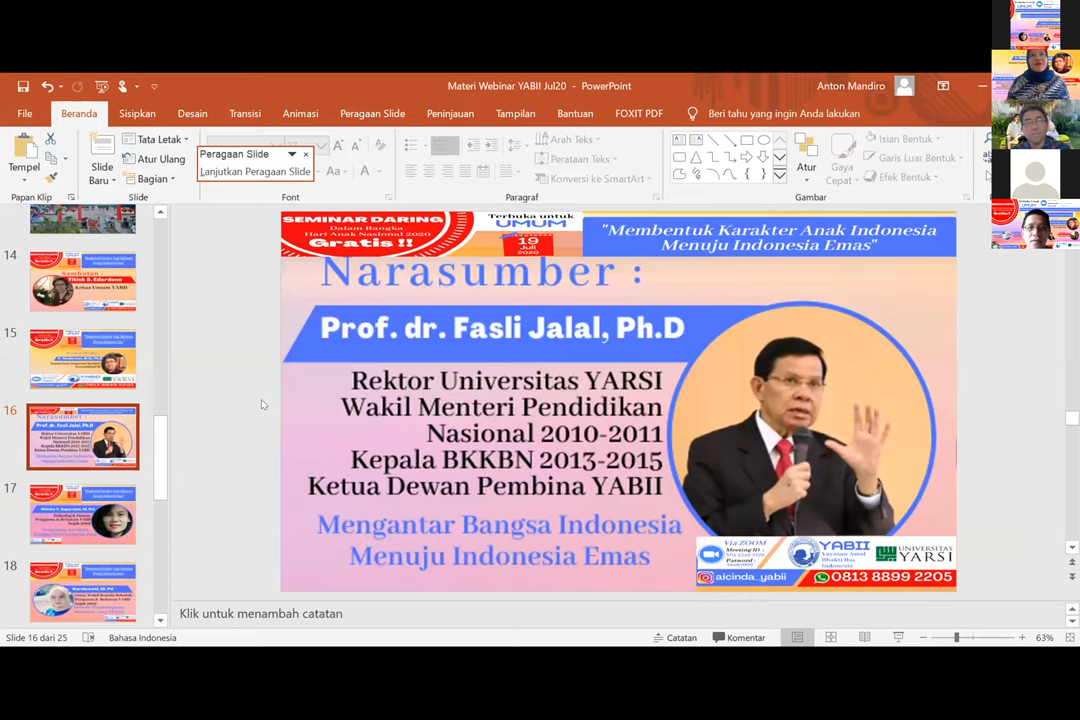 Materi Webinar YABII Jul20 - PowerPoint
Anton Mandiro
File Beranda Sisipkan Desain Transisi Animasi Peragaan Slide Peninjauan Tampilan Bantuan FOXIT PDF Beri tahu yang ingin Anda lakukan
Tempel
Papan Klip
Slide
Baru
Tata Letak
Atur Ulang
Bagian
Slide
Peragaan Slide
Lanjutkan Peragaan Slide
Font
Arah Teks
Perataan Teks
Konversi ke SmartArt
Paragraf
Atur
Gaya
Cepat
Isian Bentuk
Garis Luar Bentuk
Efek Bentuk
Gambar
14
15
16
17
18
SEMINAR DARING
Dalam Rangka
Hari Anak Nasional 2020
Gratis !!
Terbuka untuk
UMUM
19
Juli
2020
"Membentuk Karakter Anak Indonesia
Menuju Indonesia Emas"
Narasumber :
Prof. dr. Fasli Jalal, Ph.D
Rektor Universitas YARSI
Wakil Menteri Pendidikan
Nasional 2010-2011
Kepala BKKBN 2013-2015
Ketua Dewan Pembina YABII
Mengantar Bangsa Indonesia
Menuju Indonesia Emas
Via ZOOM
Meeting ID :
YABII
Yayasan Amal
Bhakti Ibu
Indonesia
UNIVERSITAS
YARSI
aicinda_yabii
0813 8899 2205
Klik untuk menambah catatan
Slide 16 dari 25 Bahasa Indonesia Catatan Komentar 63%